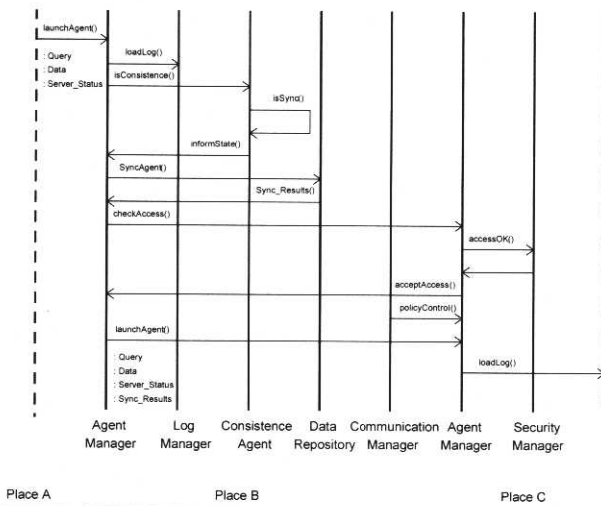 launchAgent()
loadLog()
: Query
: Data
isConsistence()
: Server_Status
isSync()
informState()
SyncAgent()
Sync_Results()
checkAccess()
accessOK()
acceptAccess()
policyControl()
launchAgent()
: Query
loadLog()
: Data
: Server_Status
: Sync_Results
Agent Manager
Log Manager
Consistence Agent
Data Repository
Communication Manager
Agent Manager
Security Manager
Place A
Place B
Place C